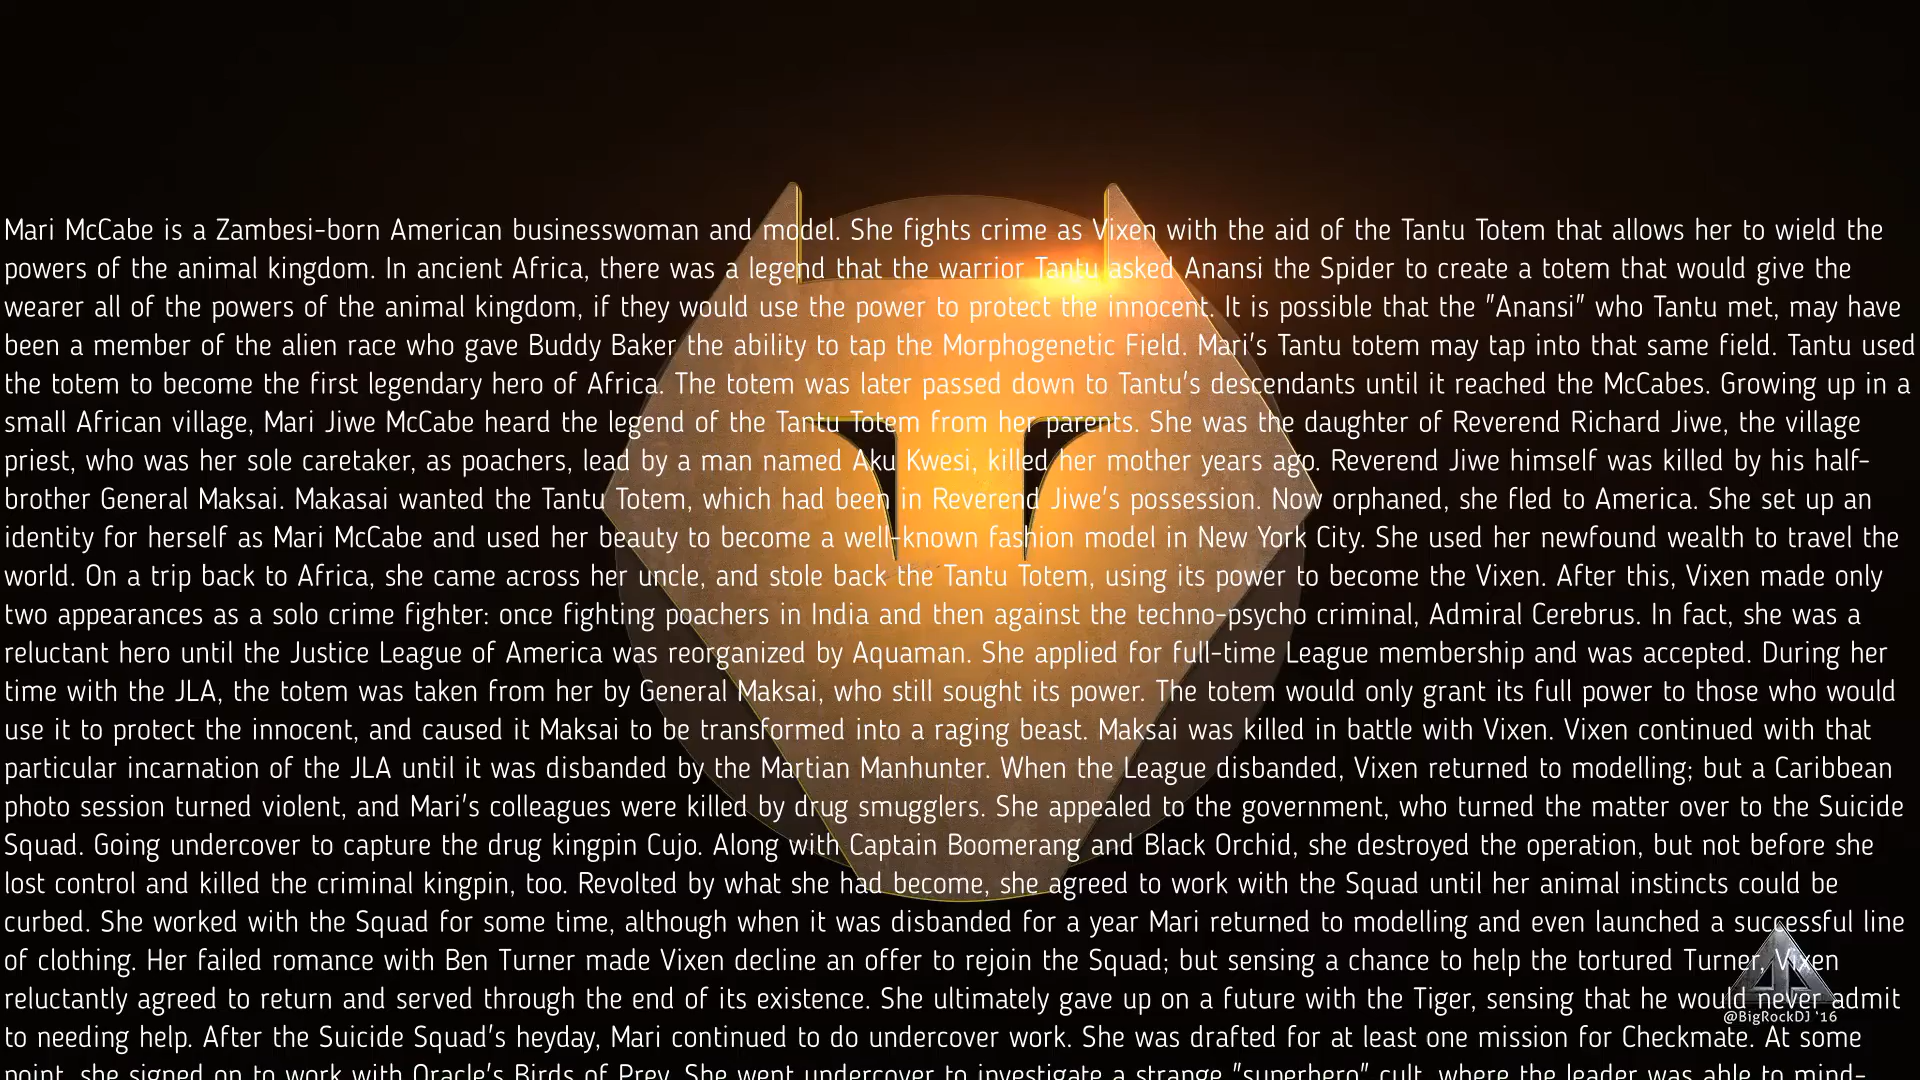 Mari McCabe is a Zambesi-born American businesswoman and model. She fights crime as Vixen with the aid of the Tantu Totem that allows her to wield the
powers of the animal kingdom. In ancient Africa, there was a legend that the warrior Tantu asked Anansi the Spider to create a totem that would give the
wearer all of the powers of the animal kingdom, if they would use the power to protect the innocent. It is possible that the "Anansi" who Tantu met, may have
been a member of the alien race who gave Buddy Baker the ability to tap the Morphogenetic Field. Mari's Tantu totem may tap into that same field. Tantu used
the totem to become the first legendary hero of Africa. The totem was later passed down to Tantu's descendants until it reached the McCabes. Growing up in a
small African village, Mari Jiwe McCabe heard the legend of the Tantu Totem from her parents. She was the daughter of Reverend Richard Jiwe, the village
priest, who was her sole caretaker, as poachers, lead by a man named Aku Kwesi, killed her mother years ago. Reverend Jiwe himself was killed by his half-
brother General Maksai. Makasai wanted the Tantu Totem, which had been in Reverend Jiwe's possession. Now orphaned, she fled to America. She set up an
identity for herself as Mari McCabe and used her beauty to become a well-known fashion model in New York City. She used her newfound wealth to travel the
world. On a trip back to Africa, she came across her uncle, and stole back the Tantu Totem, using its power to become the Vixen. After this, Vixen made only
two appearances as a solo crime fighter: once fighting poachers in India and then against the techno-psycho criminal, Admiral Cerebrus. In fact, she was a
reluctant hero until the Justice League of America was reorganized by Aquaman. She applied for full-time League membership and was accepted. During her
time with the JLA, the totem was taken from her by General Maksai, who still sought its power. The totem would only grant its full power to those who would
use it to protect the innocent, and caused it Maksai to be transformed into a raging beast. Maksai was killed in battle with Vixen. Vixen continued with that
particular incarnation of the JLA until it was disbanded by the Martian Manhunter. When the League disbanded, Vixen returned to modelling; but a Caribbean
photo session turned violent, and Mari's colleagues were killed by drug smugglers. She appealed to the government, who turned the matter over to the Suicide
Squad. Going undercover to capture the drug kingpin Cujo. Along with Captain Boomerang and Black Orchid, she destroyed the operation, but not before she
lost control and killed the criminal kingpin, too. Revolted by what she had become, she agreed to work with the Squad until her animal instincts could be
curbed. She worked with the Squad for some time, although when it was disbanded for a year Mari returned to modelling and even launched a successful line
of clothing. Her failed romance with Ben Turner made Vixen decline an offer to rejoin the Squad; but sensing a chance to help the tortured Turner, Vixen
reluctantly agreed to return and served through the end of its existence. She ultimately gave up on a future with the Tiger, sensing that he would never admit
@BigRockDJ '16
to needing help. After the Suicide Squad's heyday, Mari continued to do undercover work. She was drafted for at least one mission for Checkmate. At some
point, she signed on to work with Oracle's Birds of Prey. She went undercover to investigate a strange "superhero" cult, where the leader was able to mind-